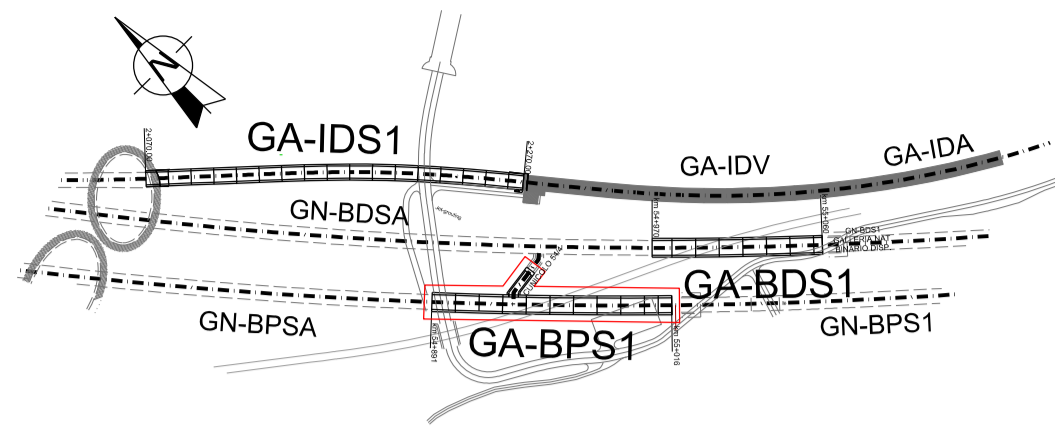 N
2+070.00
GA-IDS1
2+270.00
GA-IDV
GA-IDA
GN-BDSA
Jet-grouting
km 54+970
km 55+060
GN-BDS1
GALLERIA NAT.
BINARIO DISP.
GA-BDS1
GN-BPSA
km 54+891
GA-BPS1
km 55+016
GN-BPS1